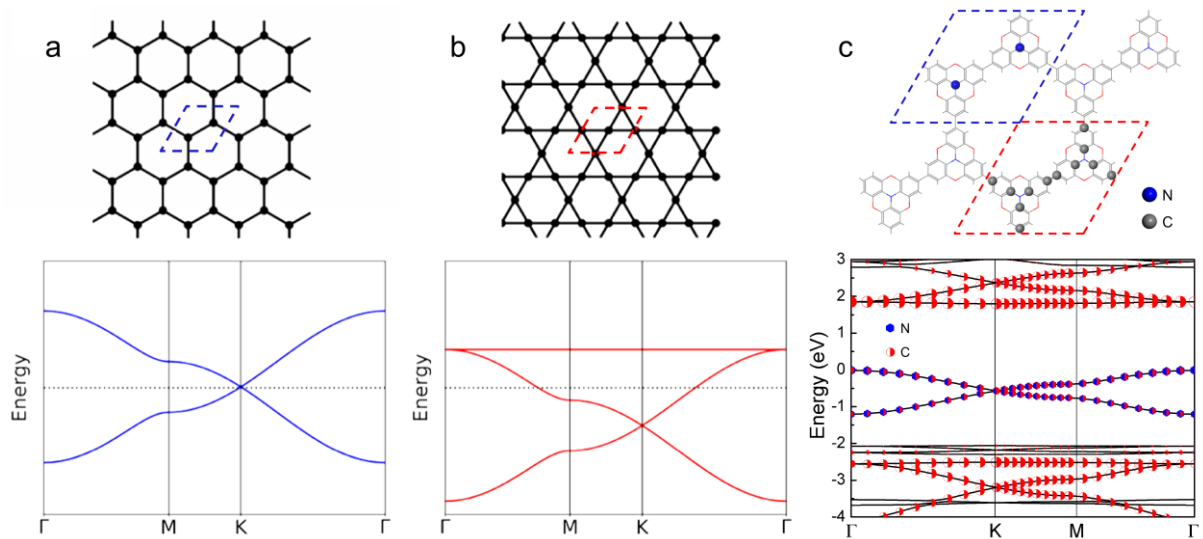 a
b
c
N
C
Energy
Γ M K Γ
Energy
Γ M K Γ
Energy (eV)
3
2
1
0
-1
-2
-3
-4
N
C
Γ K M Γ